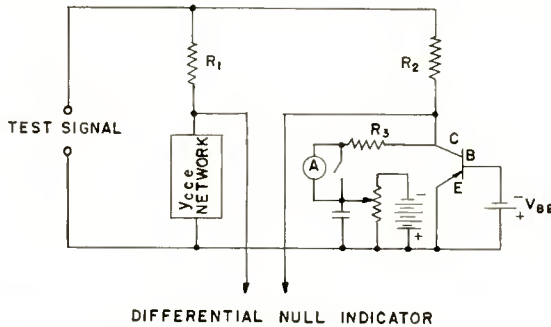 R1
R2
TEST SIGNAL
ycce
NETWORK
R3
A
C
B
E
-
+
-
+
VBE
DIFFERENTIAL NULL INDICATOR